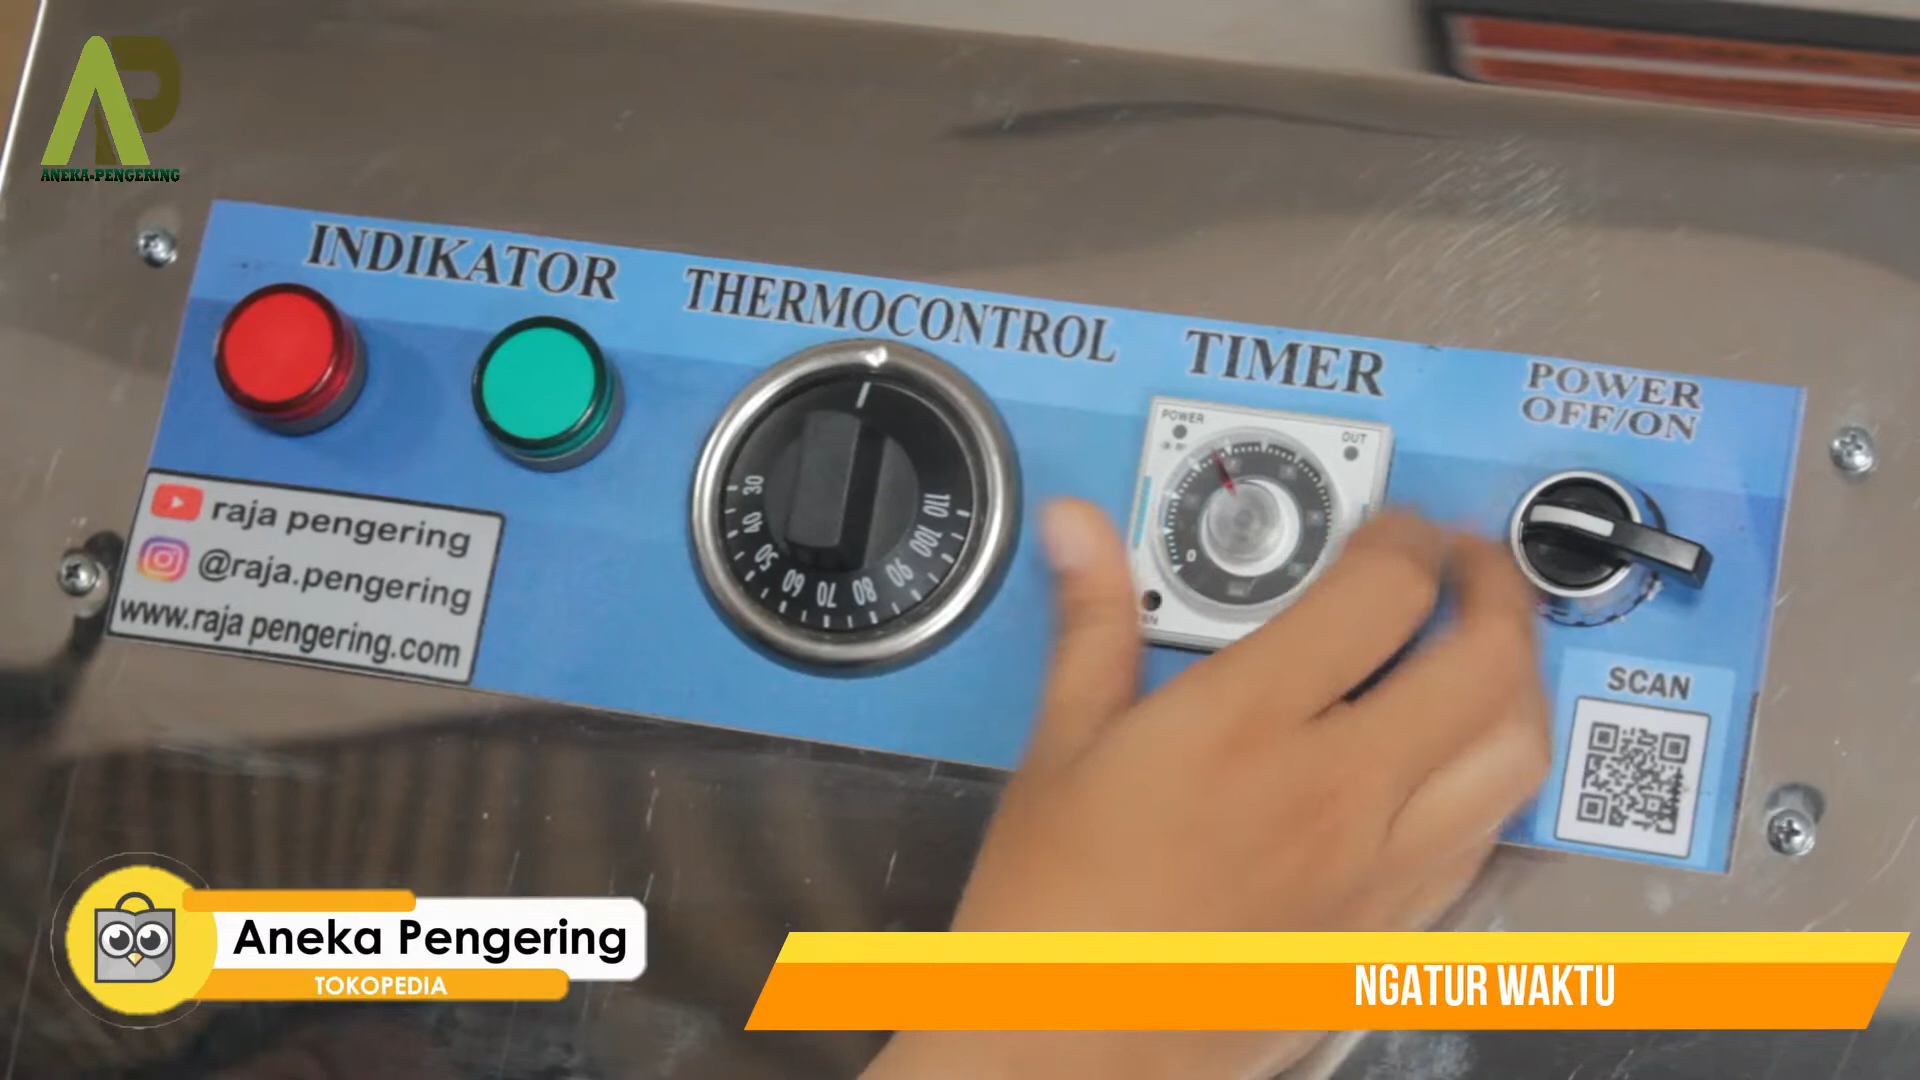 ANEKA-PENGERING
INDIKATOR
THERMOCONTROL
TIMER
POWER
OFF/ON
POWER
OUT
0
30
40
50
60
70
80
90
100
110
raja pengering
@raja.pengering
www.raja pengering.com
SCAN
Aneka Pengering
TOKOPEDIA
NGATUR WAKTU